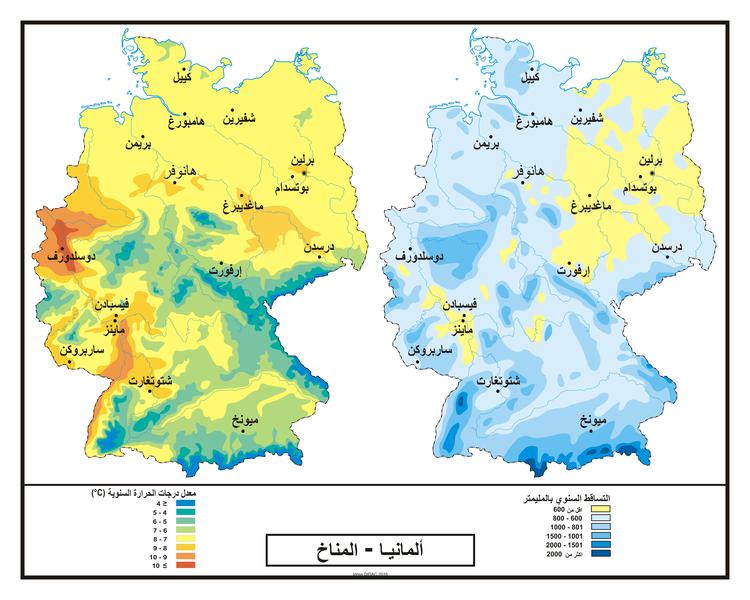 كييل
هامبورغ
شفيرين
بريمن
برلين
هانوفر
بوتسدام
ماغديبرغ
دوسلدورف
درسدن
إرفورت
فيسبادن
ماينز
ساربروكن
شتوتغارت
ميونخ
كييل
هامبورغ
شفيرين
بريمن
برلين
هانوفر
بوتسدام
ماغديبرغ
دوسلدورف
درسدن
إرفورت
فيسبادن
ماينز
ساربروكن
شتوتغارت
ميونخ
معدل درجات الحرارة السنوية (°C)
4 ≥
5 - 4
6 - 5
7 - 6
8 - 7
9 - 8
10 - 9
10 ≤
ألمانيا - المناخ
التساقط السنوي بالمليمتر
اقل من 600
800 - 600
1000 - 801
1500 - 1001
2000 - 1501
اكثر من 2000